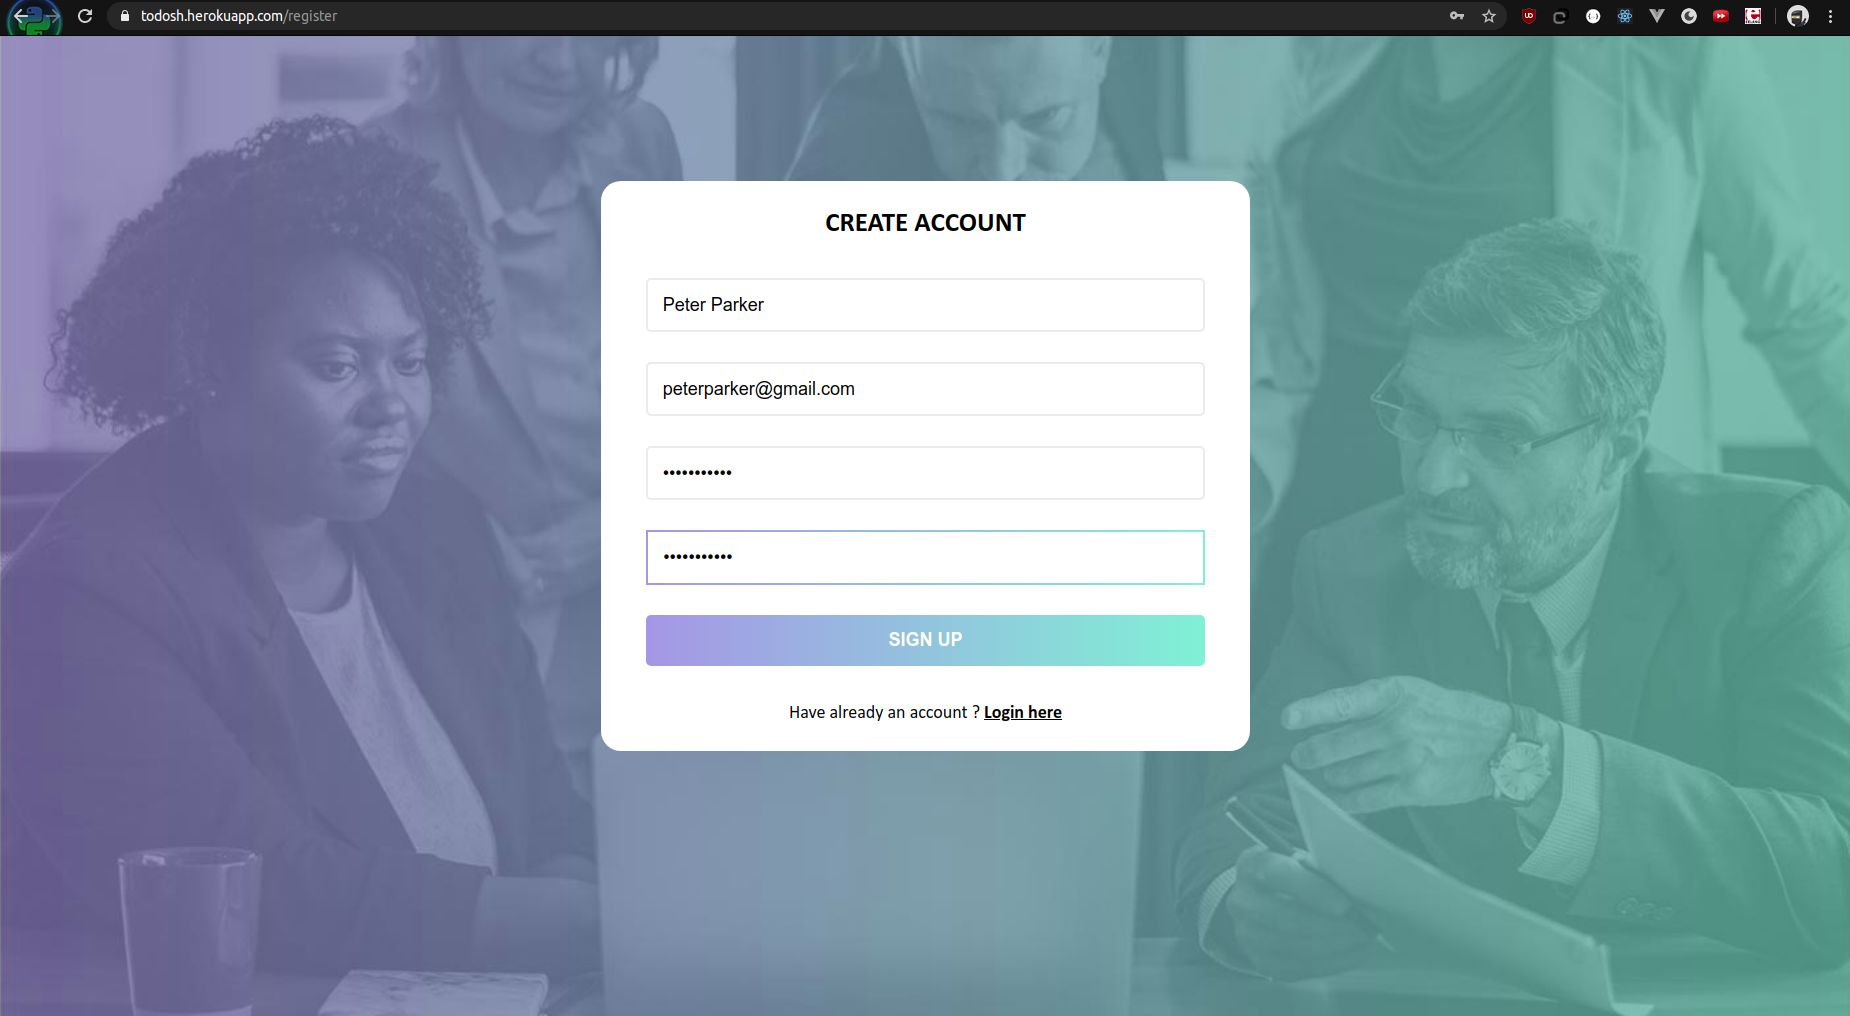 todosh.herokuapp.com/register
CREATE ACCOUNT
Peter Parker
peterparker@gmail.com
•••••••••••
•••••••••••
SIGN UP
Have already an account ? Login here